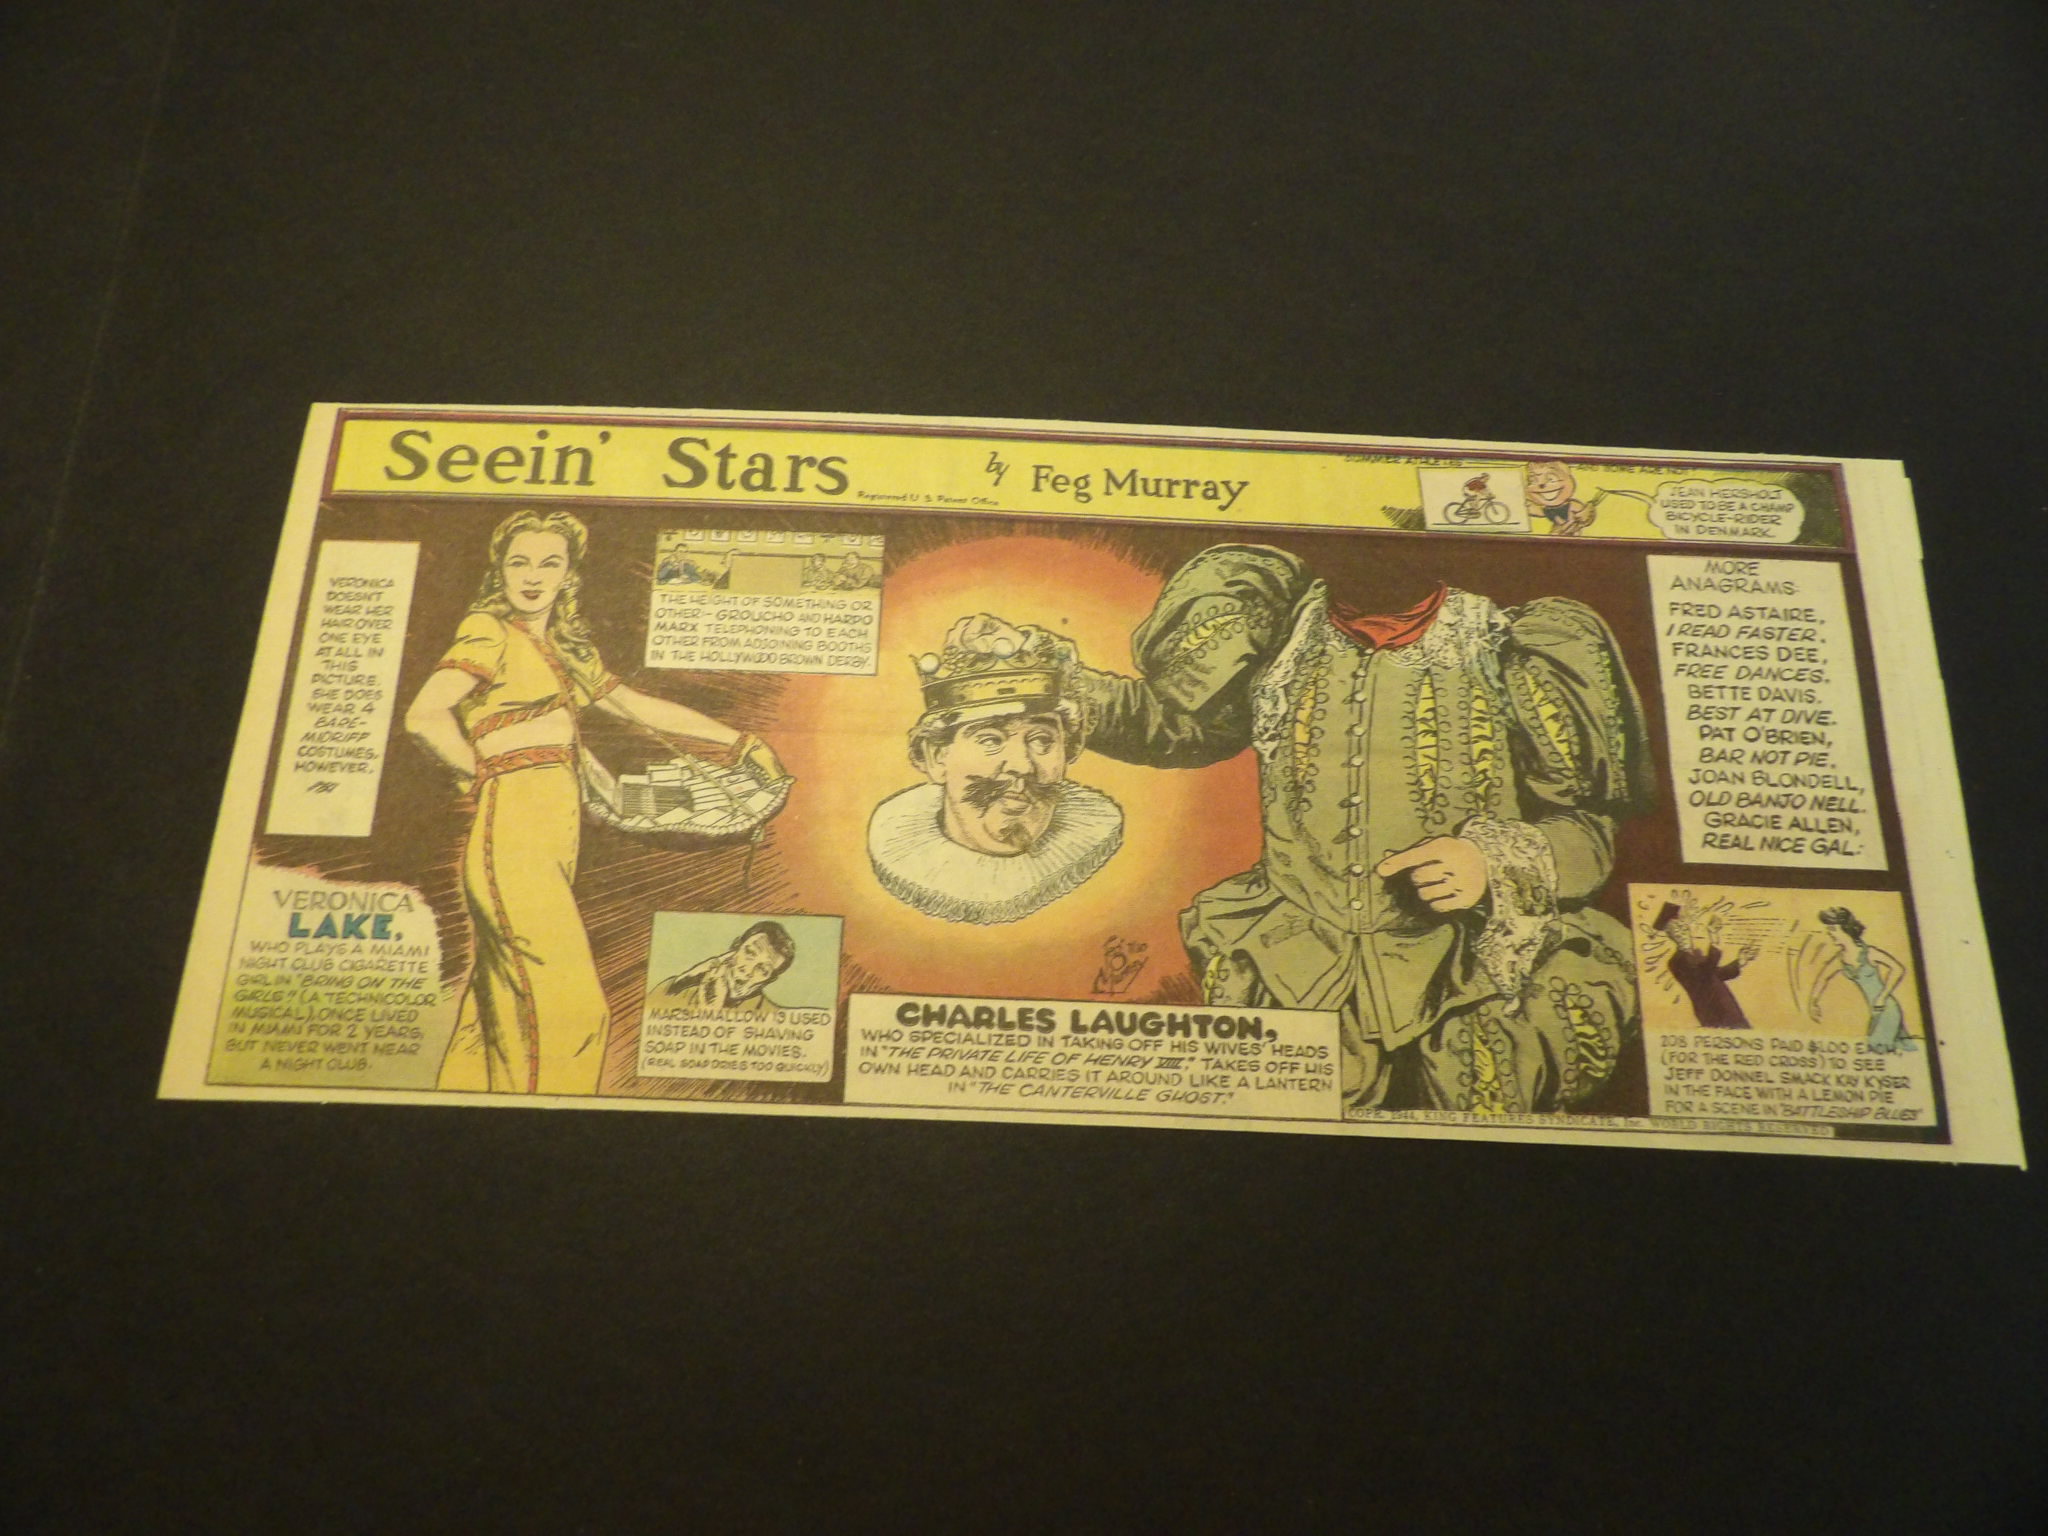 Seein' Stars
Registered U. S. Patent Office
by Feg Murray
SUMMER ATHLETES
AND SOME ARE NOT!
JEAN HERSHOLT
USED TO BE A CHAMP
BICYCLE-RIDER
IN DENMARK.
VERONICA
DOESN'T
WEAR HER
HAIR OVER
ONE EYE
AT ALL IN
THIS
PICTURE.
SHE DOES
WEAR 4
BARE-
MIDRIFF
COSTUMES,
HOWEVER.
VERONICA
LAKE,
WHO PLAYS A MIAMI
NIGHT CLUB CIGARETTE
GIRL IN "BRING ON THE
GIRLS" (A TECHNICOLOR
MUSICAL), ONCE LIVED
IN MIAMI FOR 2 YEARS,
BUT NEVER WENT NEAR
A NIGHT CLUB.
THE HEIGHT OF SOMETHING OR
OTHER-- GROUCHO AND HARPO
MARX TELEPHONING TO EACH
OTHER FROM ADJOINING BOOTHS
IN THE HOLLYWOOD BROWN DERBY.
MARSHMALLOW IS USED
INSTEAD OF SHAVING
SOAP IN THE MOVIES.
(REAL SOAP DRIES TOO QUICKLY)
CHARLES LAUGHTON,
WHO SPECIALIZED IN TAKING OFF HIS WIVES' HEADS
IN "THE PRIVATE LIFE OF HENRY VIII," TAKES OFF HIS
OWN HEAD AND CARRIES IT AROUND LIKE A LANTERN
IN "THE CANTERVILLE GHOST."
MORE
ANAGRAMS:
FRED ASTAIRE,
I READ FASTER.
FRANCES DEE,
FREE DANCES.
BETTE DAVIS.
BEST AT DIVE.
PAT O'BRIEN,
BAR NOT PIE.
JOAN BLONDELL,
OLD BANJO NELL.
GRACIE ALLEN,
REAL NICE GAL:
208 PERSONS PAID $1.00 EACH,
(FOR THE RED CROSS) TO SEE
JEFF DONNEL SMACK KAY KYSER
IN THE FACE WITH A LEMON PIE
FOR A SCENE IN "BATTLESHIP BLUES"
COPR. 1944, KING FEATURES SYNDICATE, Inc. WORLD RIGHTS RESERVED